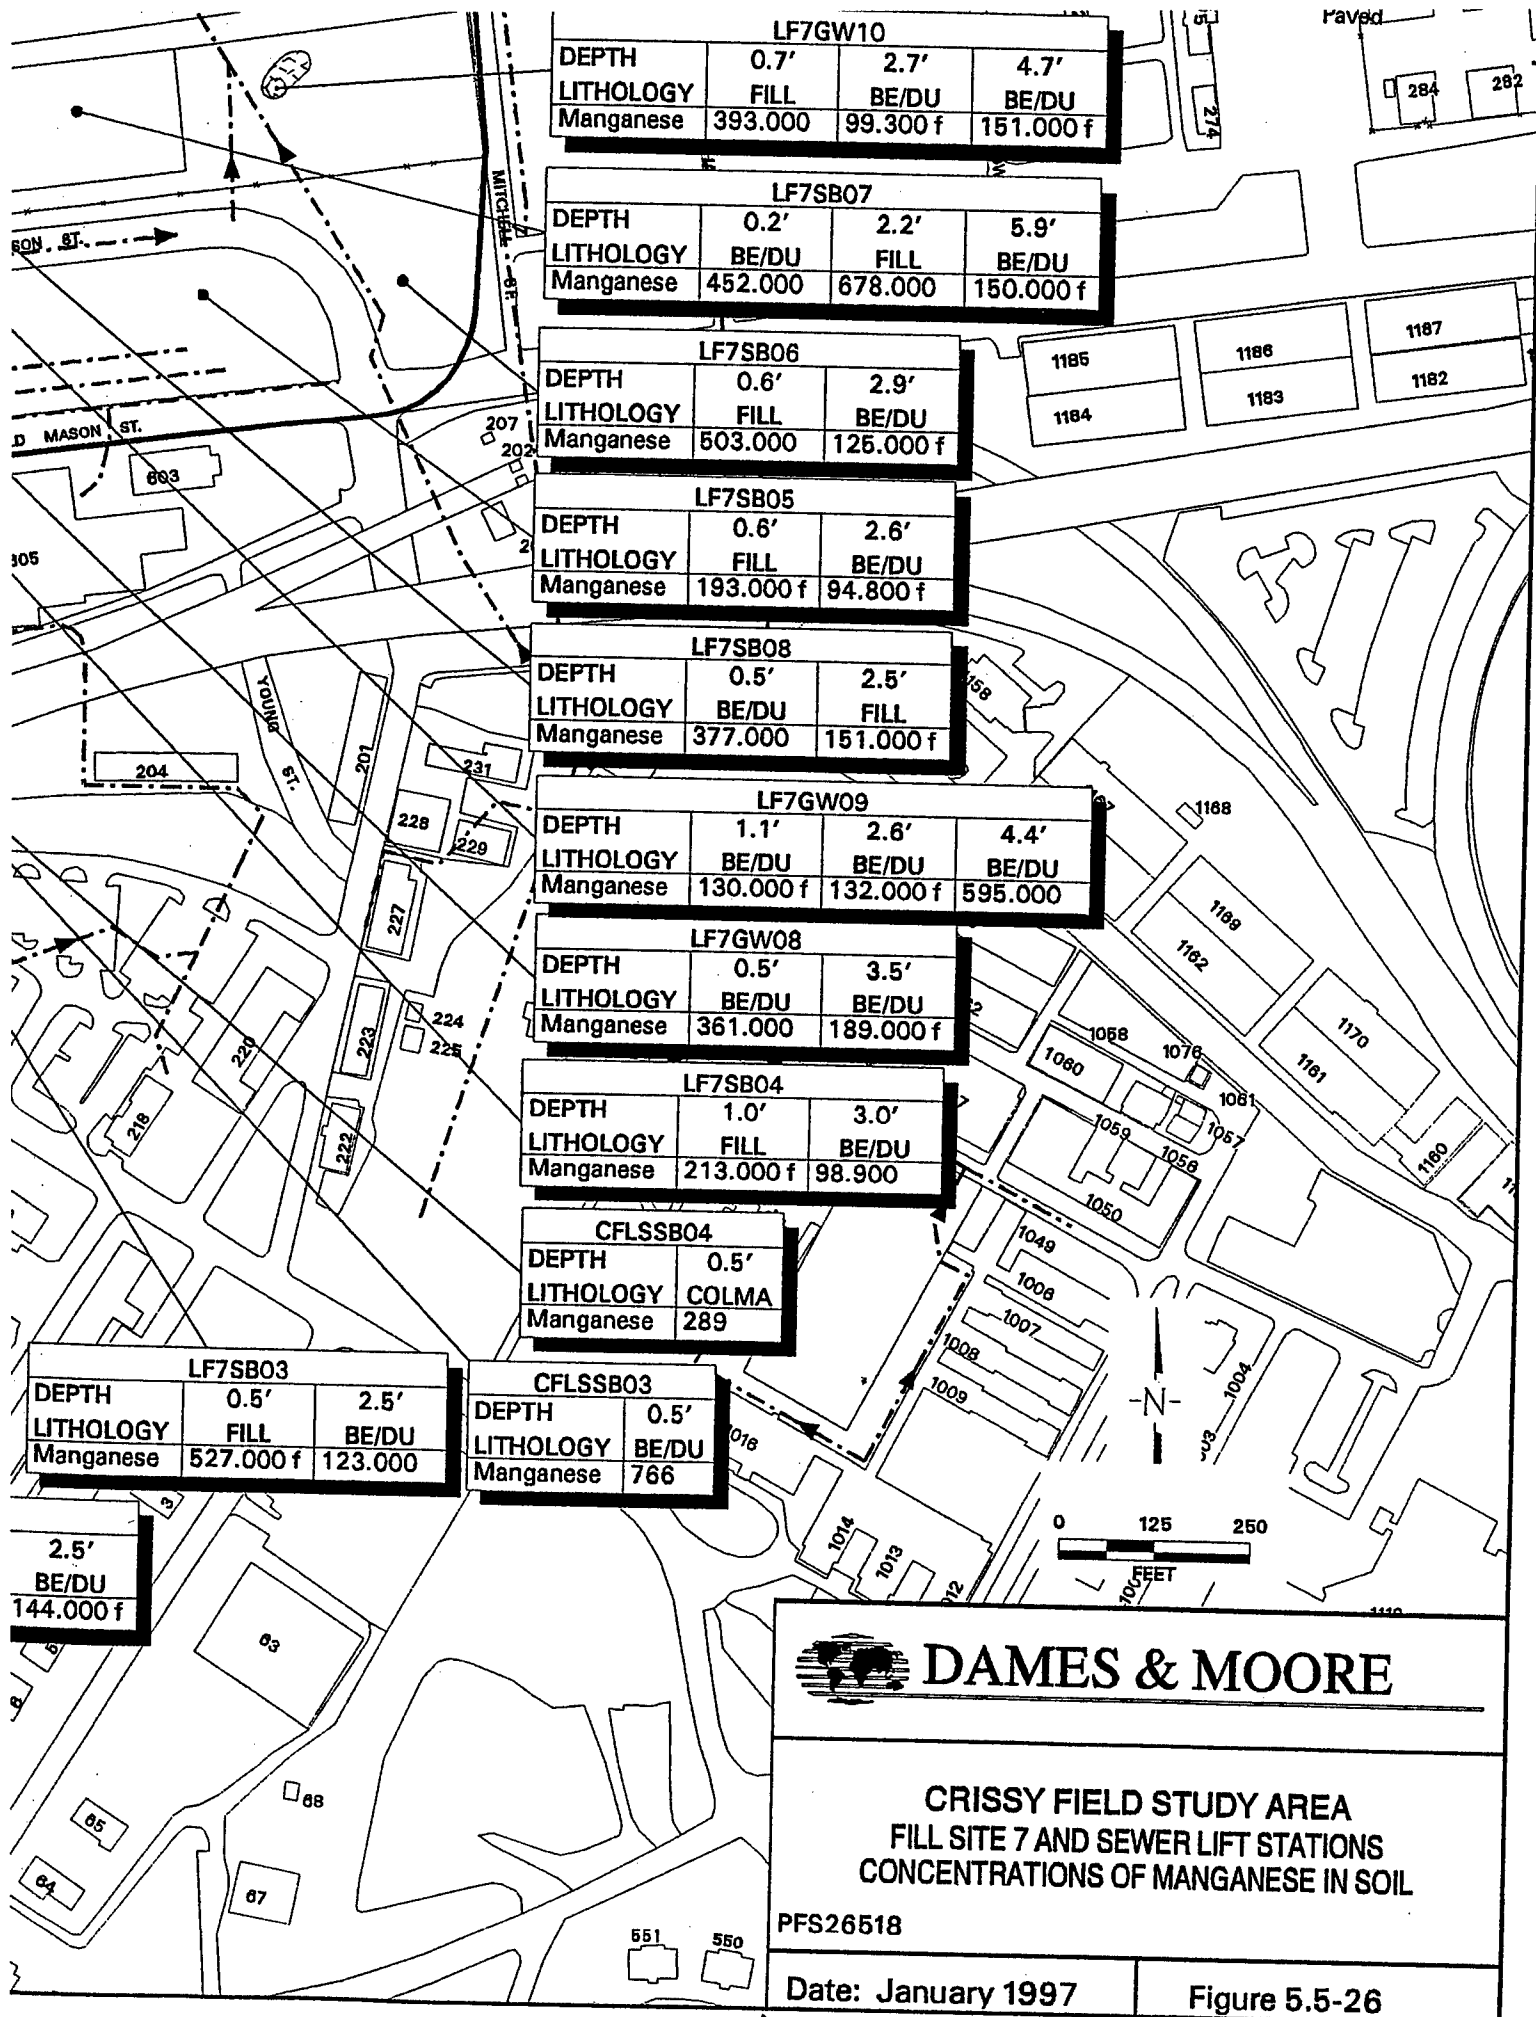 LF7GW10
DEPTH 0.7' 2.7' 4.7'
LITHOLOGY FILL BE/DU BE/DU
Manganese 393.000 99.300 f 151.000 f
Paved
284
282
274
LF7SB07
DEPTH 0.2' 2.2' 5.9'
LITHOLOGY BE/DU FILL BE/DU
Manganese 452.000 678.000 150.000 f
MITCHELL ST.
SON ST.
LF7SB06
DEPTH 0.6' 2.9'
LITHOLOGY FILL BE/DU
Manganese 503.000 125.000 f
1185
1186
1187
1184
1183
1182
D MASON ST.
207
202
603
LF7SB05
DEPTH 0.6' 2.6'
LITHOLOGY FILL BE/DU
Manganese 193.000 f 94.800 f
305
LF7SB08
DEPTH 0.5' 2.5'
LITHOLOGY BE/DU FILL
Manganese 377.000 151.000 f
158
YOUNG ST.
201
204
231
228
229
227
LF7GW09
DEPTH 1.1' 2.6' 4.4'
LITHOLOGY BE/DU BE/DU BE/DU
Manganese 130.000 f 132.000 f 595.000
1168
1169
1162
LF7GW08
DEPTH 0.5' 3.5'
LITHOLOGY BE/DU BE/DU
Manganese 361.000 189.000 f
224
225
223
220
218
222
1170
1161
1058
1060
1076
1061
1059
1057
1056
1050
1160
LF7SB04
DEPTH 1.0' 3.0'
LITHOLOGY FILL BE/DU
Manganese 213.000 f 98.900
CFLSSB04
DEPTH 0.5'
LITHOLOGY COLMA
Manganese 289
1049
1006
1007
1008
1009
1004
-N-
LF7SB03
DEPTH 0.5' 2.5'
LITHOLOGY FILL BE/DU
Manganese 527.000 f 123.000
CFLSSB03
DEPTH 0.5'
LITHOLOGY BE/DU
Manganese 766
1016
1014
1013
012
3
2.5'
BE/DU
144.000 f
0 125 250
FEET
63
68
65
64
67
551
550
DAMES & MOORE
CRISSY FIELD STUDY AREA
FILL SITE 7 AND SEWER LIFT STATIONS
CONCENTRATIONS OF MANGANESE IN SOIL
PFS26518
Date: January 1997
Figure 5.5-26